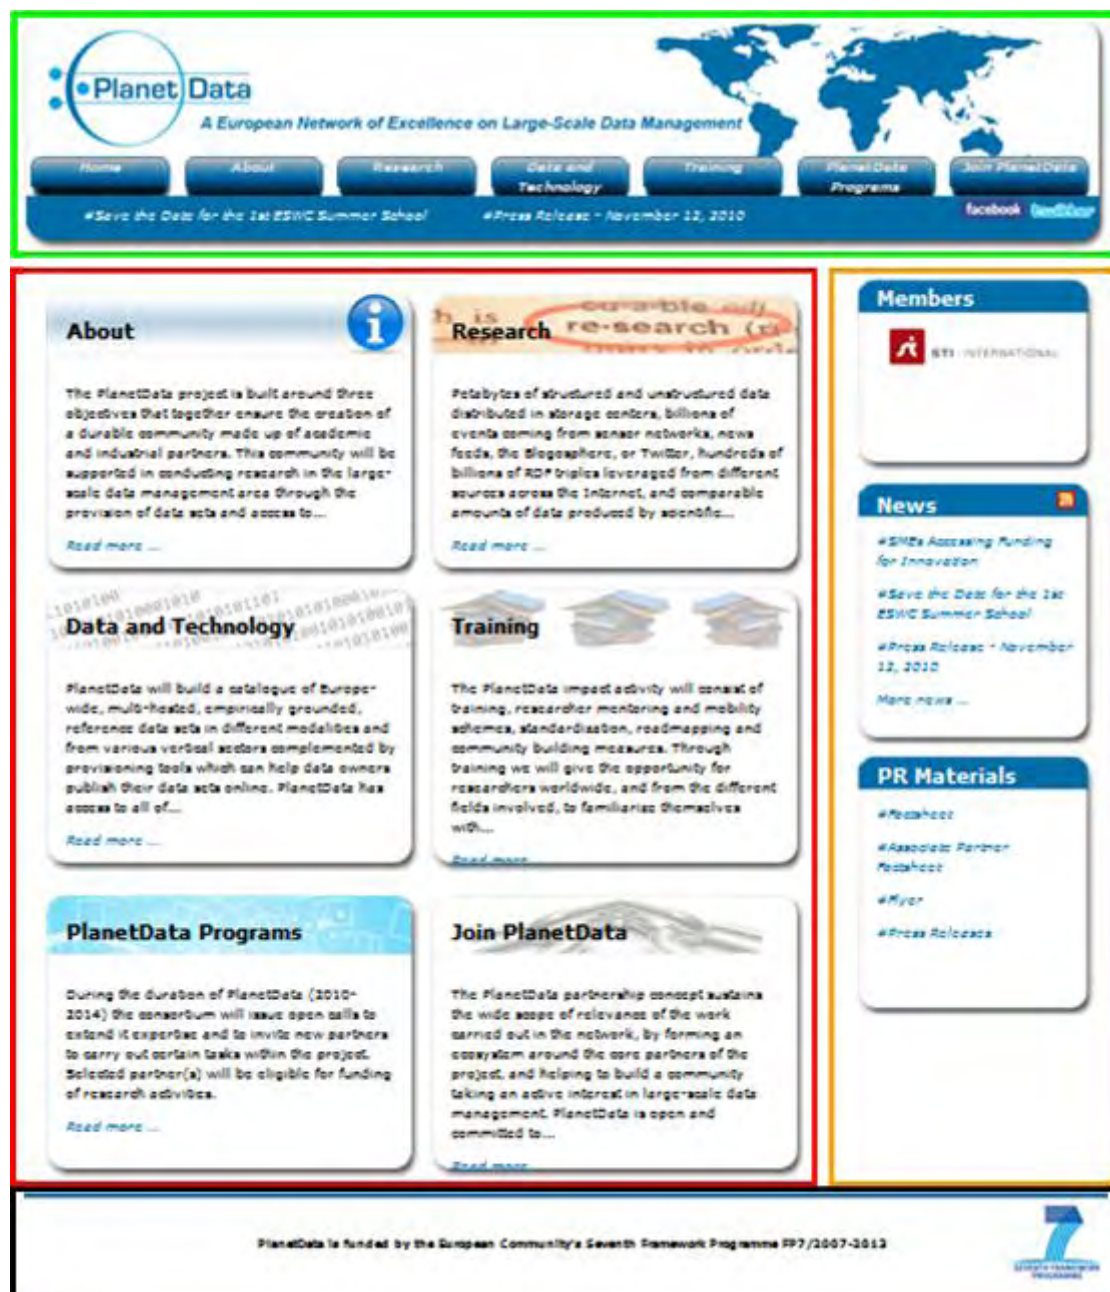 Planet Data
A European Network of Excellence on Large-Scale Data Management
Home
About
Research
Data and
Technology
Training
PlanetData
Programs
Join PlanetData
#Save the Date for the 1st ESWC Summer School
#Press Release - November 12, 2010
facebook
twitter
About
The PlanetData project is built around three
objectives that together ensure the creation of
a durable community made up of academic
and industrial partners. This community will be
supported in conducting research in the large-
scale data management area through the
provision of data sets and access to...
Read more ...
Research
h is
cu-a-ble
re-search
Petabytes of structured and unstructured data
distributed in storage centers, billions of
events coming from sensor networks, news
feeds, the Blogosphere, or Twitter, hundreds of
billions of RDF triples leveraged from different
sources across the Internet, and comparable
amounts of data produced by scientific...
Read more ...
Data and Technology
PlanetData will build a catalogue of Europe-
wide, multi-hosted, empirically grounded,
reference data sets in different modalities and
from various vertical sectors complemented by
provisioning tools which can help data owners
publish their data sets online. PlanetData has
access to all of...
Read more ...
Training
The PlanetData impact activity will consist of
training, researcher mentoring and mobility
schemes, standardisation, roadmapping and
community building measures. Through
training we will give the opportunity for
researchers worldwide, and from the different
fields involved, to familiarise themselves
with...
Read more
PlanetData Programs
During the duration of PlanetData (2010-
2014) the consortium will issue open calls to
extend it expertise and to invite new partners
to carry out certain tasks within the project.
Selected partner(s) will be eligible for funding
of research activities.
Read more ...
Join PlanetData
The PlanetData partnership concept sustains
the wide scope of relevance of the work
carried out in the network, by forming an
ecosystem around the core partners of the
project, and helping to build a community
taking an active interest in large-scale data
management. PlanetData is open and
committed to...
Read more
Members
STI · INTERNATIONAL
News
#SMEs Accessing Funding
for Innovation
#Save the Date for the 1st
ESWC Summer School
#Press Release - November
12, 2010
More news ...
PR Materials
#Factsheet
#Associate Partner
Factsheet
#Flyer
#Press Releases
PlanetData is funded by the European Community's Seventh Framework Programme FP7/2007-2013
SEVENTH FRAMEWORK
PROGRAMME